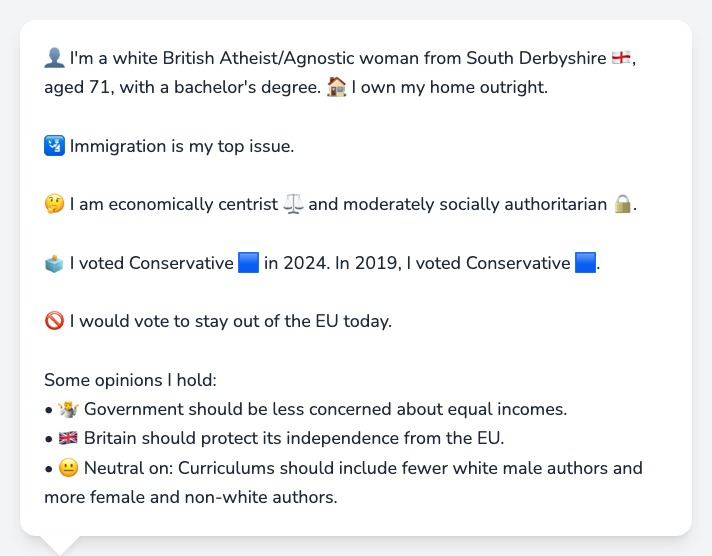 👤 I'm a white British Atheist/Agnostic woman from South Derbyshire 🏴󠁧󠁢󠁥󠁮󠁧󠁿,
aged 71, with a bachelor's degree. 🏠 I own my home outright.
🛂 Immigration is my top issue.
🤔 I am economically centrist ⚖️ and moderately socially authoritarian 🔒.
🗳️ I voted Conservative 🟦 in 2024. In 2019, I voted Conservative 🟦.
🚫 I would vote to stay out of the EU today.
Some opinions I hold:
• 🤷 Government should be less concerned about equal incomes.
• 🇬🇧 Britain should protect its independence from the EU.
• 😐 Neutral on: Curriculums should include fewer white male authors and
more female and non-white authors.